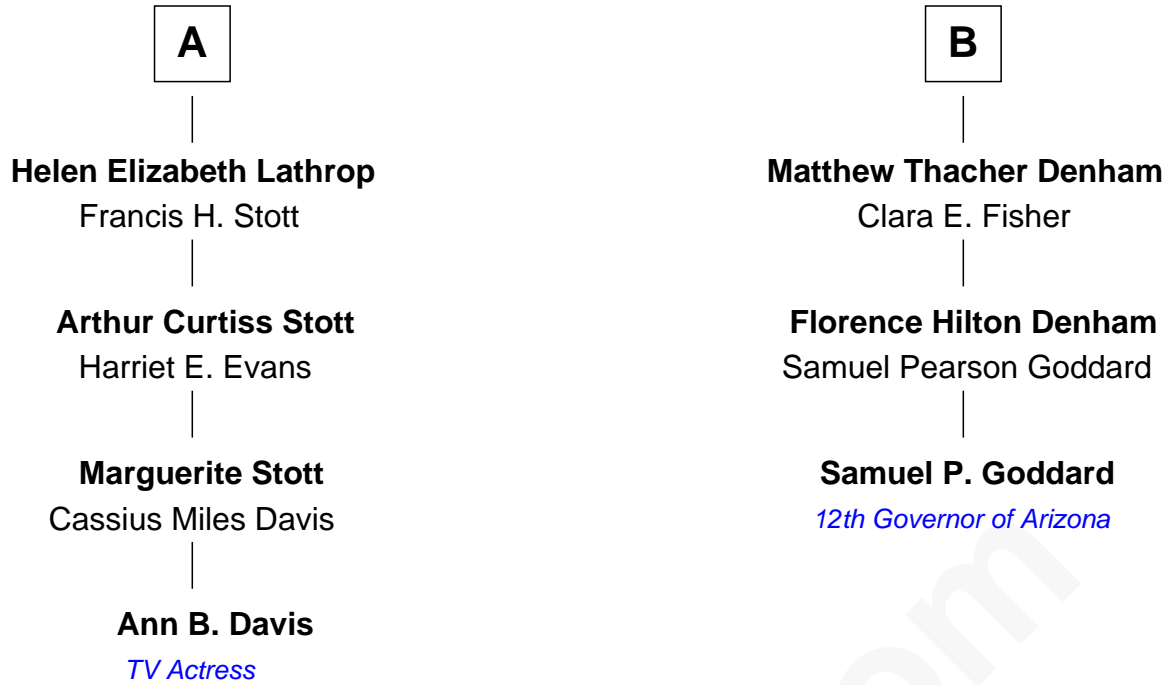 A
Helen Elizabeth Lathrop
Francis H. Stott
Arthur Curtiss Stott
Harriet E. Evans
Marguerite Stott
Cassius Miles Davis
Ann B. Davis
TV Actress
B
Matthew Thacher Denham
Clara E. Fisher
Florence Hilton Denham
Samuel Pearson Goddard
Samuel P. Goddard
12th Governor of Arizona
om